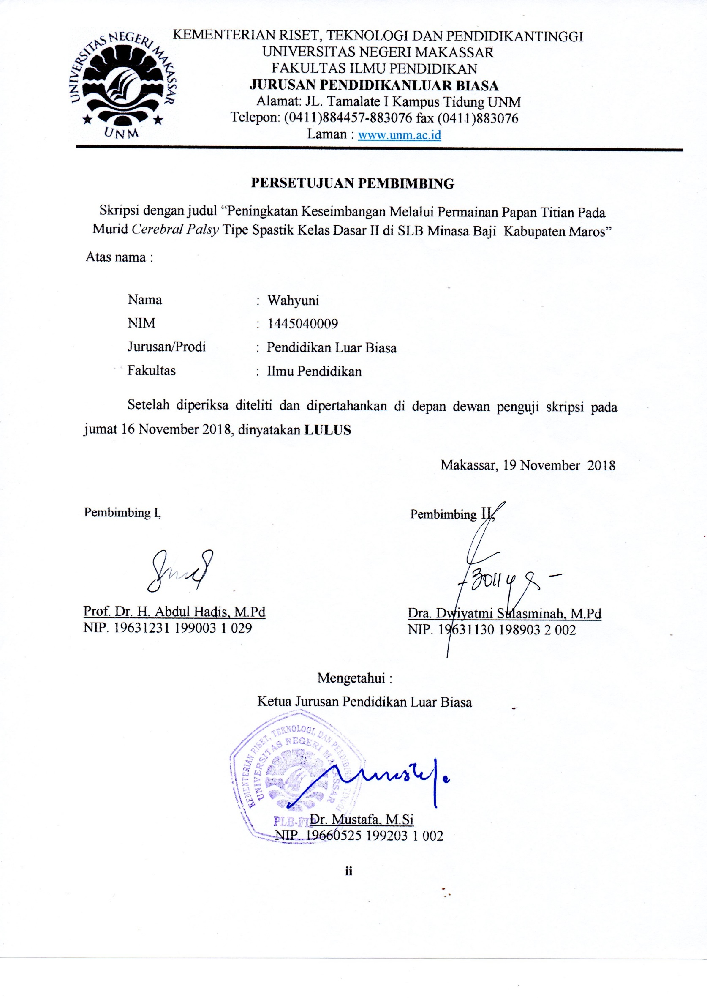 UNIVERSITAS NEGERI MAKASSAR
UNM
KEMENTERIAN RISET, TEKNOLOGI DAN PENDIDIKANTINGGI
UNIVERSITAS NEGERI MAKASSAR
FAKULTAS ILMU PENDIDIKAN
JURUSAN PENDIDIKANLUAR BIASA
Alamat: JL. Tamalate I Kampus Tidung UNM
Telepon: (0411)884457-883076 fax (0411)883076
Laman : www.unm.ac.id
PERSETUJUAN PEMBIMBING
Skripsi dengan judul “Peningkatan Keseimbangan Melalui Permainan Papan Titian Pada
Murid Cerebral Palsy Tipe Spastik Kelas Dasar II di SLB Minasa Baji Kabupaten Maros”
Atas nama :
Nama : Wahyuni
NIM : 1445040009
Jurusan/Prodi : Pendidikan Luar Biasa
Fakultas : Ilmu Pendidikan
Setelah diperiksa diteliti dan dipertahankan di depan dewan penguji skripsi pada
jumat 16 November 2018, dinyatakan LULUS
Makassar, 19 November 2018
Pembimbing I, Pembimbing II,
Prof. Dr. H. Abdul Hadis, M.Pd Dra. Dwiyatmi Sulasminah, M.Pd
NIP. 19631231 199003 1 029 NIP. 19631130 198903 2 002
Mengetahui :
Ketua Jurusan Pendidikan Luar Biasa
KEMENTERIAN RISET, TEKNOLOGI, DAN PENDIDIKAN TINGGI
UNIVERSITAS NEGERI MAKASSAR
PLB-FIP
Dr. Mustafa, M.Si
NIP. 19660525 199203 1 002
ii